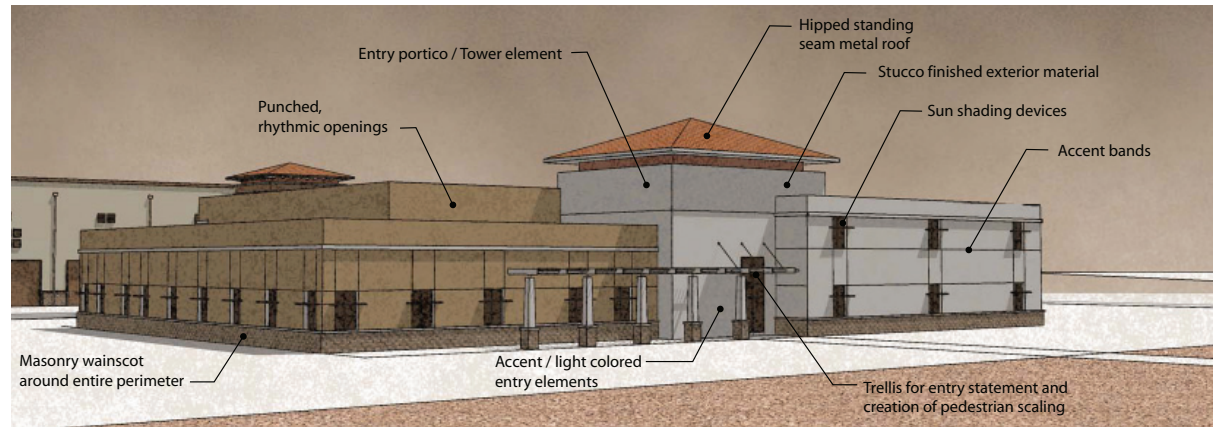 Hipped standing
seam metal roof
Entry portico / Tower element
Stucco finished exterior material
Punched,
rhythmic openings
Sun shading devices
Accent bands
Masonry wainscot
around entire perimeter
Accent / light colored
entry elements
Trellis for entry statement and
creation of pedestrian scaling